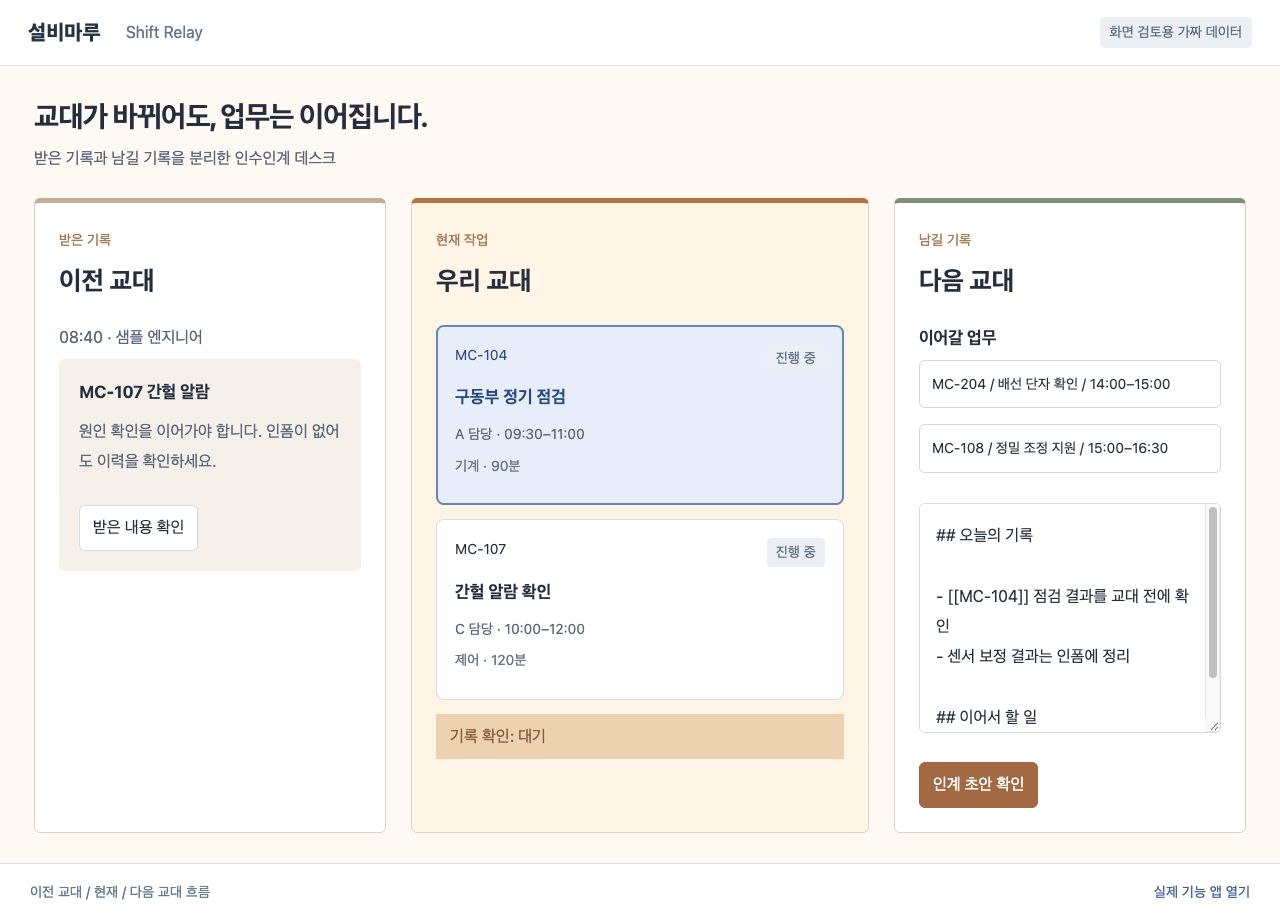 설비마루
Shift Relay
화면 검토용 가짜 데이터
교대가 바뀌어도, 업무는 이어집니다.
받은 기록과 남길 기록을 분리한 인수인계 데스크
받은 기록
이전 교대
08:40 · 샘플 엔지니어
MC-107 간헐 알람
원인 확인을 이어가야 합니다. 인폼이 없어
도 이력을 확인하세요.
받은 내용 확인
현재 작업
우리 교대
MC-104
진행 중
구동부 정기 점검
A 담당 · 09:30–11:00
기계 · 90분
MC-107
진행 중
간헐 알람 확인
C 담당 · 10:00–12:00
제어 · 120분
기록 확인: 대기
남길 기록
다음 교대
이어갈 업무
MC-204 / 배선 단자 확인 / 14:00–15:00
MC-108 / 정밀 조정 지원 / 15:00–16:30
## 오늘의 기록
- [[MC-104]] 점검 결과를 교대 전에 확
인
- 센서 보정 결과는 인폼에 정리
## 이어서 할 일
인계 초안 확인
이전 교대 / 현재 / 다음 교대 흐름
실제 기능 앱 열기